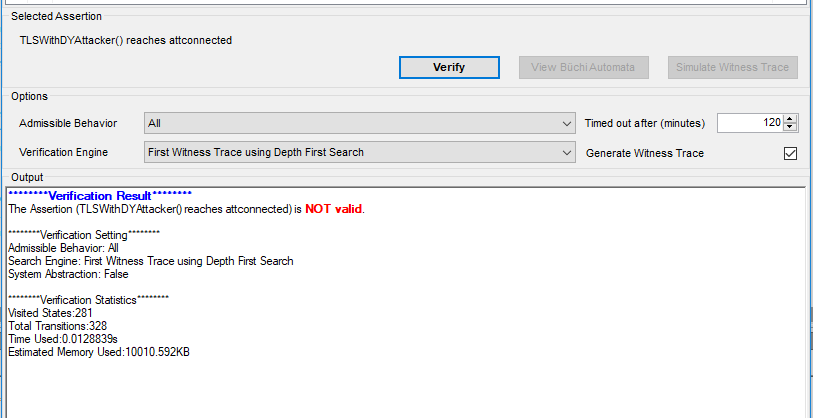 Selected Assertion
TLSWithDYAttacker() reaches attconnected
Verify
View Büchi Automata
Simulate Witness Trace
Options
Admissible Behavior
All
Timed out after (minutes)
120
Verification Engine
First Witness Trace using Depth First Search
Generate Witness Trace
Output
********Verification Result********
The Assertion (TLSWithDYAttacker() reaches attconnected) is NOT valid.
********Verification Setting********
Admissible Behavior: All
Search Engine: First Witness Trace using Depth First Search
System Abstraction: False
********Verification Statistics********
Visited States:281
Total Transitions:328
Time Used:0.0128839s
Estimated Memory Used:10010.592KB